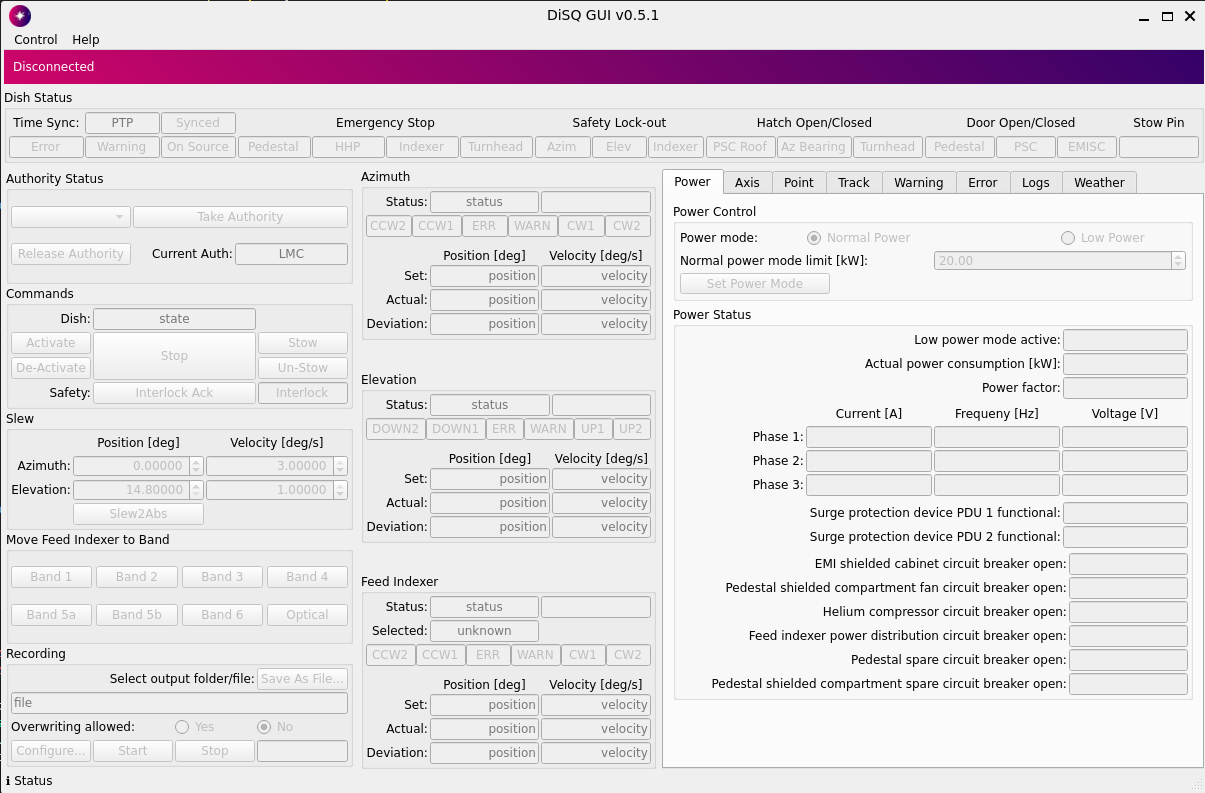 DiSQ GUI v0.5.1
Control Help
Disconnected
Dish Status
Time Sync: PTP Synced Emergency Stop Safety Lock-out Hatch Open/Closed Door Open/Closed Stow Pin
Error Warning On Source Pedestal HHP Indexer Turnhead Azim Elev Indexer PSC Roof Az Bearing Turnhead Pedestal PSC EMISC
Authority Status
Take Authority
Release Authority Current Auth: LMC
Commands
Dish: state
Activate Stop Stow
De-Activate Un-Stow
Safety: Interlock Ack Interlock
Slew
Position [deg] Velocity [deg/s]
Azimuth: 0.00000 3.00000
Elevation: 14.80000 1.00000
Slew2Abs
Move Feed Indexer to Band
Band 1 Band 2 Band 3 Band 4
Band 5a Band 5b Band 6 Optical
Recording
Select output folder/file: Save As File...
file
Overwriting allowed: Yes No
Configure... Start Stop
Azimuth
Status: status
CCW2 CCW1 ERR WARN CW1 CW2
Position [deg] Velocity [deg/s]
Set: position velocity
Actual: position velocity
Deviation: position velocity
Elevation
Status: status
DOWN2 DOWN1 ERR WARN UP1 UP2
Position [deg] Velocity [deg/s]
Set: position velocity
Actual: position velocity
Deviation: position velocity
Feed Indexer
Status: status
Selected: unknown
CCW2 CCW1 ERR WARN CW1 CW2
Position [deg] Velocity [deg/s]
Set: position velocity
Actual: position velocity
Deviation: position velocity
Power Axis Point Track Warning Error Logs Weather
Power Control
Power mode: Normal Power Low Power
Normal power mode limit [kW]: 20.00
Set Power Mode
Power Status
Low power mode active:
Actual power consumption [kW]:
Power factor:
Current [A] Frequeny [Hz] Voltage [V]
Phase 1:
Phase 2:
Phase 3:
Surge protection device PDU 1 functional:
Surge protection device PDU 2 functional:
EMI shielded cabinet circuit breaker open:
Pedestal shielded compartment fan circuit breaker open:
Helium compressor circuit breaker open:
Feed indexer power distribution circuit breaker open:
Pedestal spare circuit breaker open:
Pedestal shielded compartment spare circuit breaker open:
ℹ Status